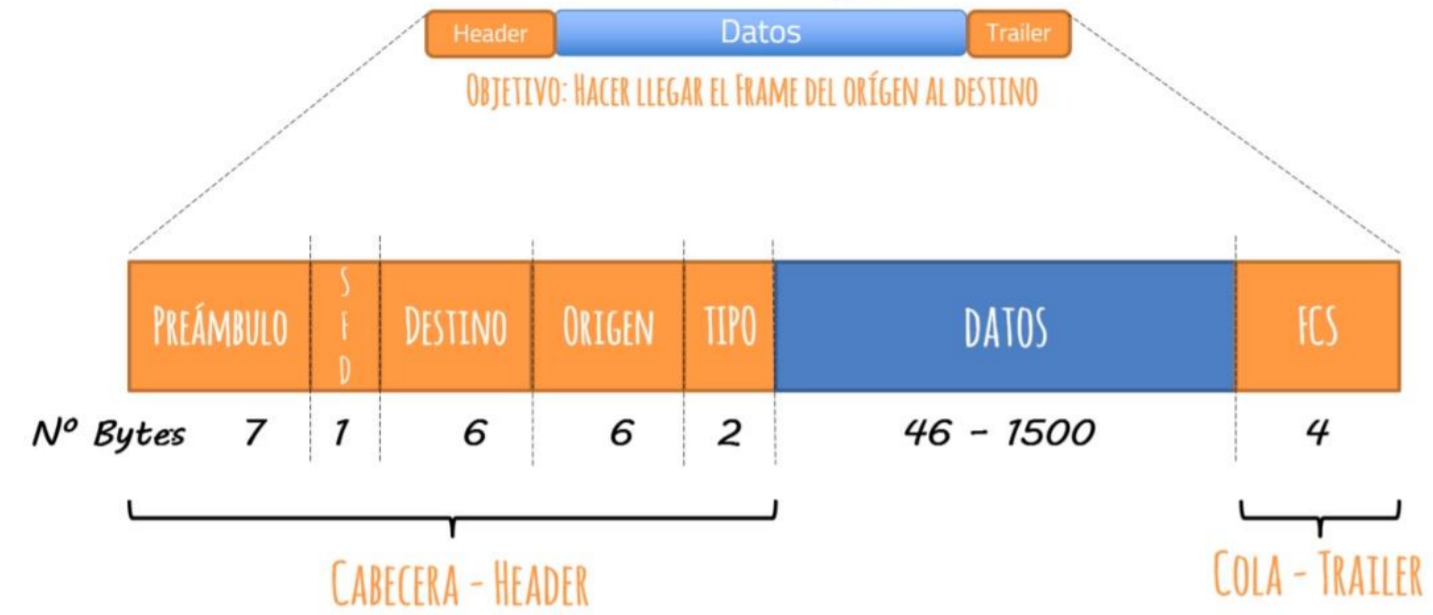 Header Datos Trailer
OBJETIVO: HACER LLEGAR EL FRAME DEL ORÍGEN AL DESTINO
PREÁMBULO SFD DESTINO ORIGEN TIPO DATOS FCS
Nº Bytes 7 1 6 6 2 46 - 1500 4
CABECERA - HEADER COLA - TRAILER